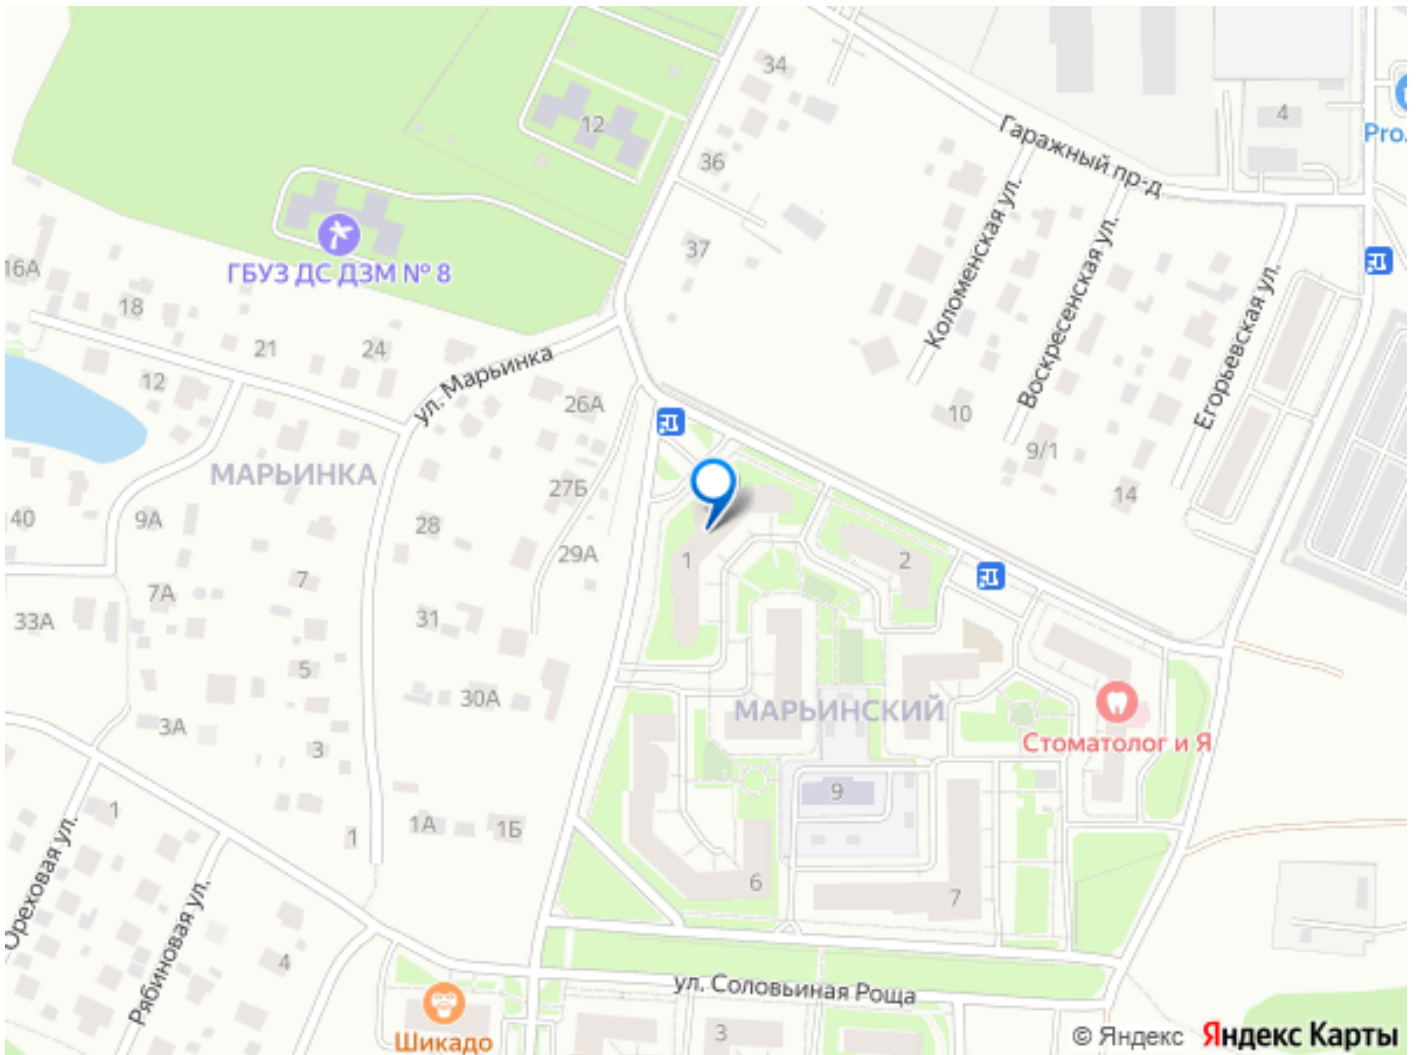 34
12
4
Гаражный пр-д
Pro.
36
Коломенская ул.
Воскресенская ул.
Егорьевская ул.
37
16А
ГБУЗ ДС ДЗМ № 8
18
21
24
ул. Марьинка
12
26А
10
9/1
МАРЬИНКА
27Б
14
40
9А
28
29А
1
2
7А
7
33А
31
5
30А
МАРЬИНСКИЙ
3А
3
Стоматолог и Я
9
1
1
1А
1Б
6
7
Ореховая ул.
Рябиновая ул.
4
ул. Соловьиная Роща
Шикадо
3
© Яндекс Яндекс Карты